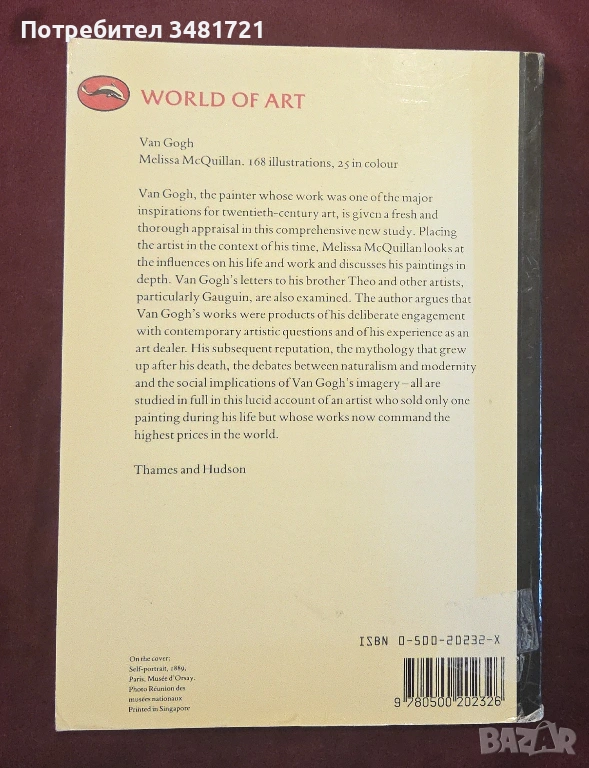 Потребител 3481721
WORLD OF ART
Van Gogh
Melissa McQuillan. 168 illustrations, 25 in colour
Van Gogh, the painter whose work was one of the major
inspirations for twentieth-century art, is given a fresh and
thorough appraisal in this comprehensive new study. Placing
the artist in the context of his time, Melissa McQuillan looks at
the influences on his life and work and discusses his paintings in
depth. Van Gogh's letters to his brother Theo and other artists,
particularly Gauguin, are also examined. The author argues that
Van Gogh's works were products of his deliberate engagement
with contemporary artistic questions and of his experience as an
art dealer. His subsequent reputation, the mythology that grew
up after his death, the debates between naturalism and modernity
and the social implications of Van Gogh's imagery – all are
studied in full in this lucid account of an artist who sold only one
painting during his life but whose works now command the
highest prices in the world.
Thames and Hudson
ISBN 0-500-20232-X
On the cover:
Self-portrait, 1889,
Paris, Musée d'Orsay.
Photo Réunion des
musées nationaux
Printed in Singapore
9 780500 202326
BAZAR